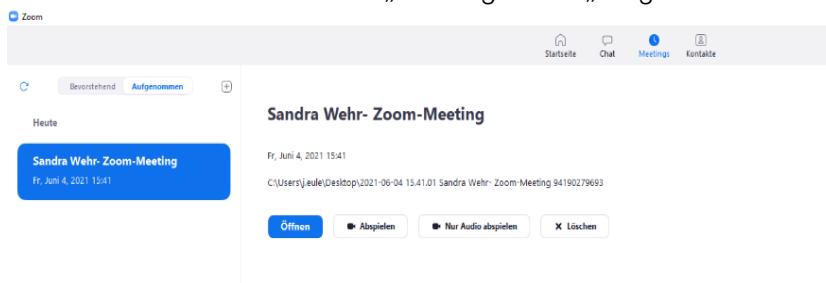 Zoom
Startseite Chat Meetings Kontakte
Bevorstehend Aufgenommen
Heute
Sandra Wehr- Zoom-Meeting
Fr, Juni 4, 2021 15:41
Sandra Wehr- Zoom-Meeting
Fr, Juni 4, 2021 15:41
C:\Users\j.eule\Desktop\2021-06-04 15.41.01 Sandra Wehr- Zoom-Meeting 94190279693
Öffnen Abspielen Nur Audio abspielen Löschen